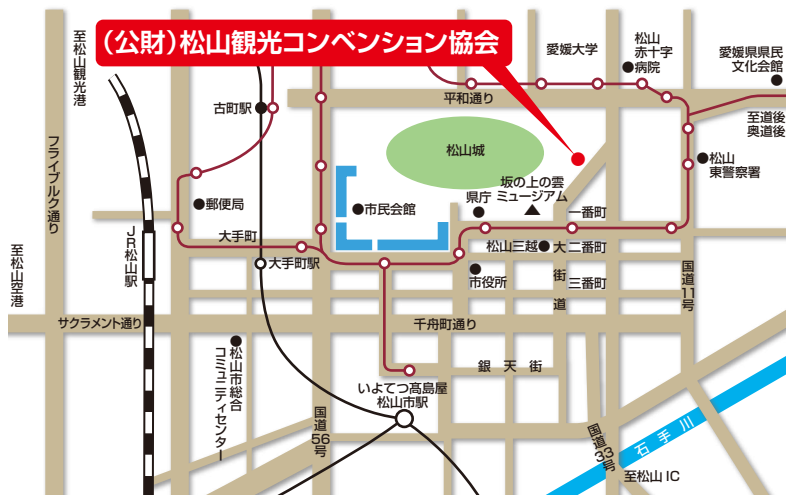 (公財)松山観光コンベンション協会
至松山観光港
愛媛大学
松山
赤十字
病院
愛媛県県民
文化会館
平和通り
古町駅
至道後
奥道後
フライブルク通り
松山城
松山
東警察署
坂の上の雲
ミュージアム
県庁
郵便局
市民会館
一番町
大手町
JR松山駅
松山三越
大街道
二番町
至松山空港
大手町駅
市役所
三番町
国道11号
サクラメント通り
千舟町通り
松山市総合
コミュニティセンター
銀天街
いよてつ髙島屋
松山市駅
国道
56号
国道
33号
石手川
至松山IC